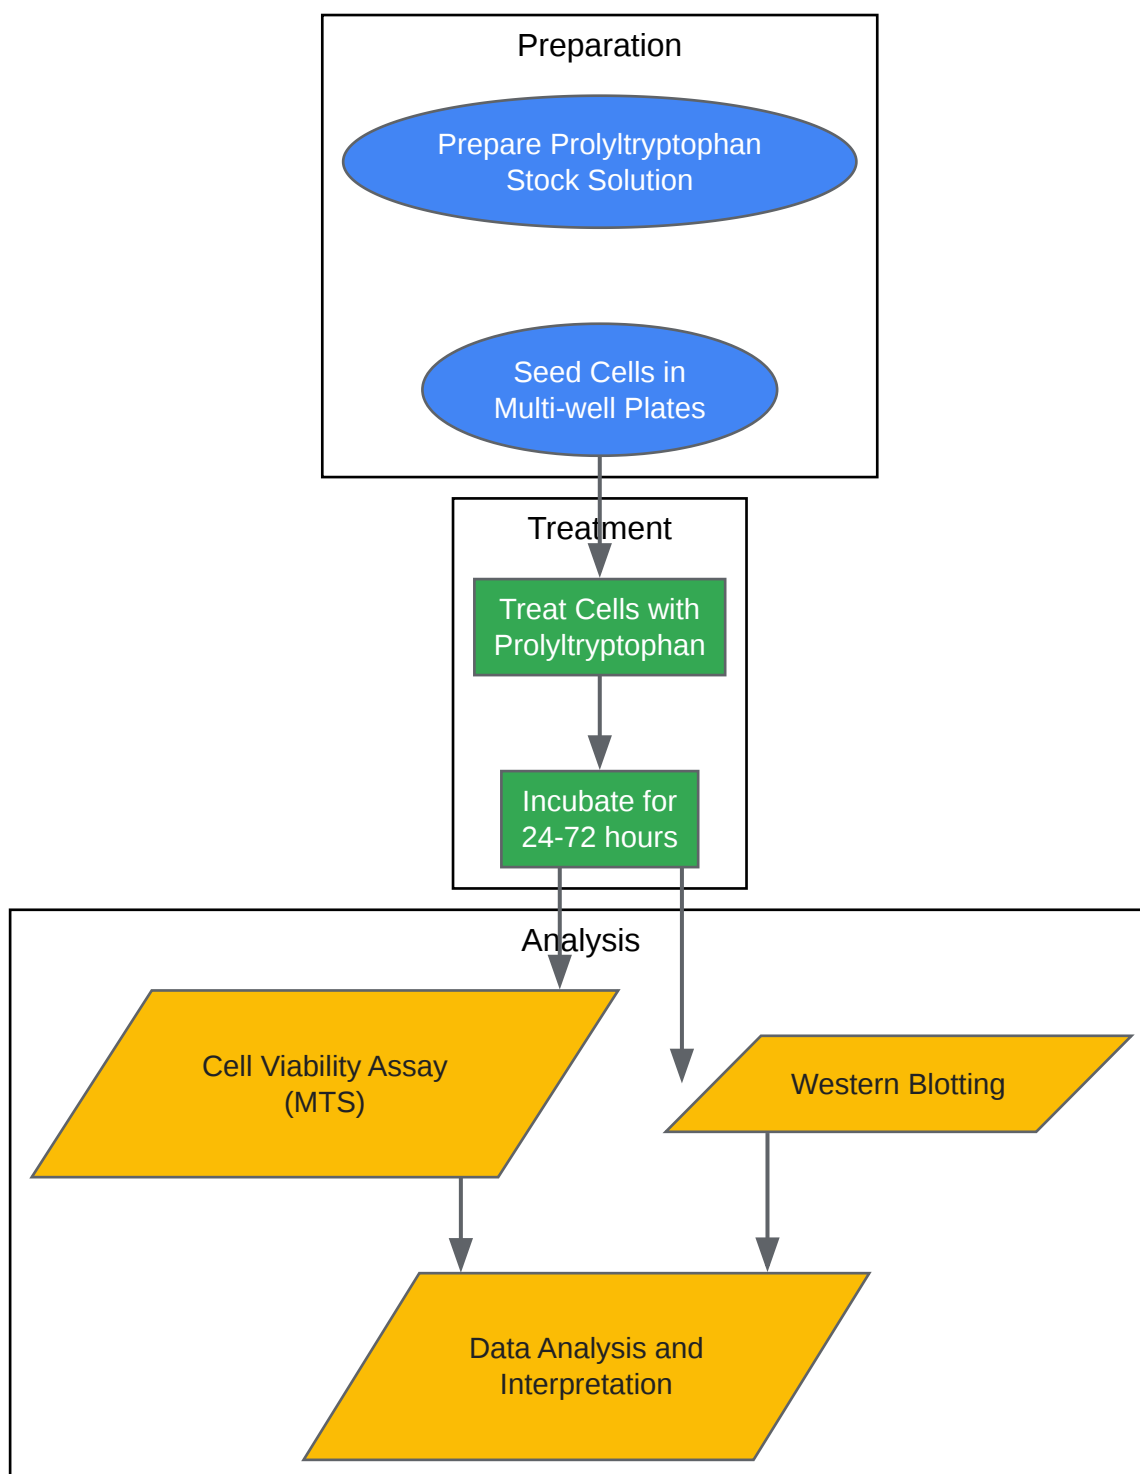 Preparation
Prepare Prolyltryptophan
Stock Solution
Seed Cells in
Multi-well Plates
Treatment
Treat Cells with
Prolyltryptophan
Incubate for
24-72 hours
Analysis
Cell Viability Assay
(MTS)
Western Blotting
Data Analysis and
Interpretation